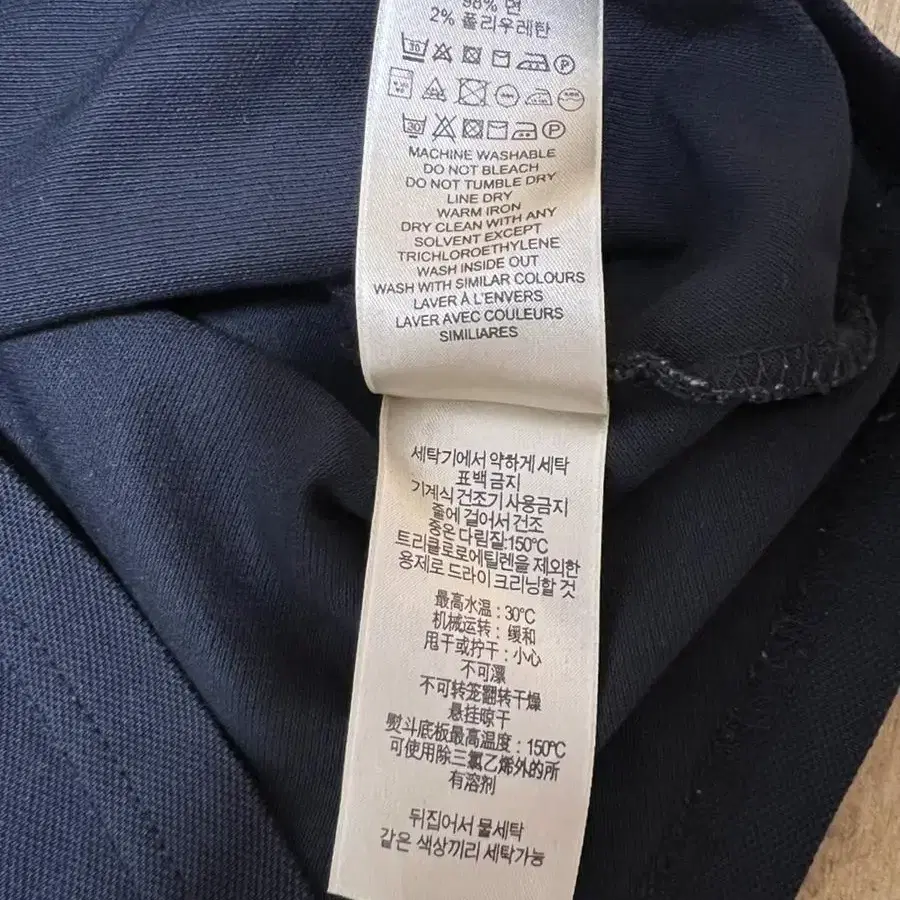 98% 면
2% 폴리우레탄
30
P
30
P
MACHINE WASHABLE
DO NOT BLEACH
DO NOT TUMBLE DRY
LINE DRY
WARM IRON
DRY CLEAN WITH ANY
SOLVENT EXCEPT
TRICHLOROETHYLENE
WASH INSIDE OUT
WASH WITH SIMILAR COLOURS
LAVER À L'ENVERS
LAVER AVEC COULEURS
SIMILIARES
세탁기에서 약하게 세탁
표백 금지
기계식 건조기 사용금지
줄에 걸어서 건조
중온 다림질:150°C
트리클로로에틸렌을 제외한
용제로 드라이 크리닝할 것
最高水温：30°C
机械运转：缓和
甩干或拧干：小心
不可漂
不可转笼翻转干燥
悬挂晾干
熨斗底板最高温度：150°C
可使用除三氯乙烯外的所
有溶剂
뒤집어서 물세탁
같은 색상끼리 세탁가능